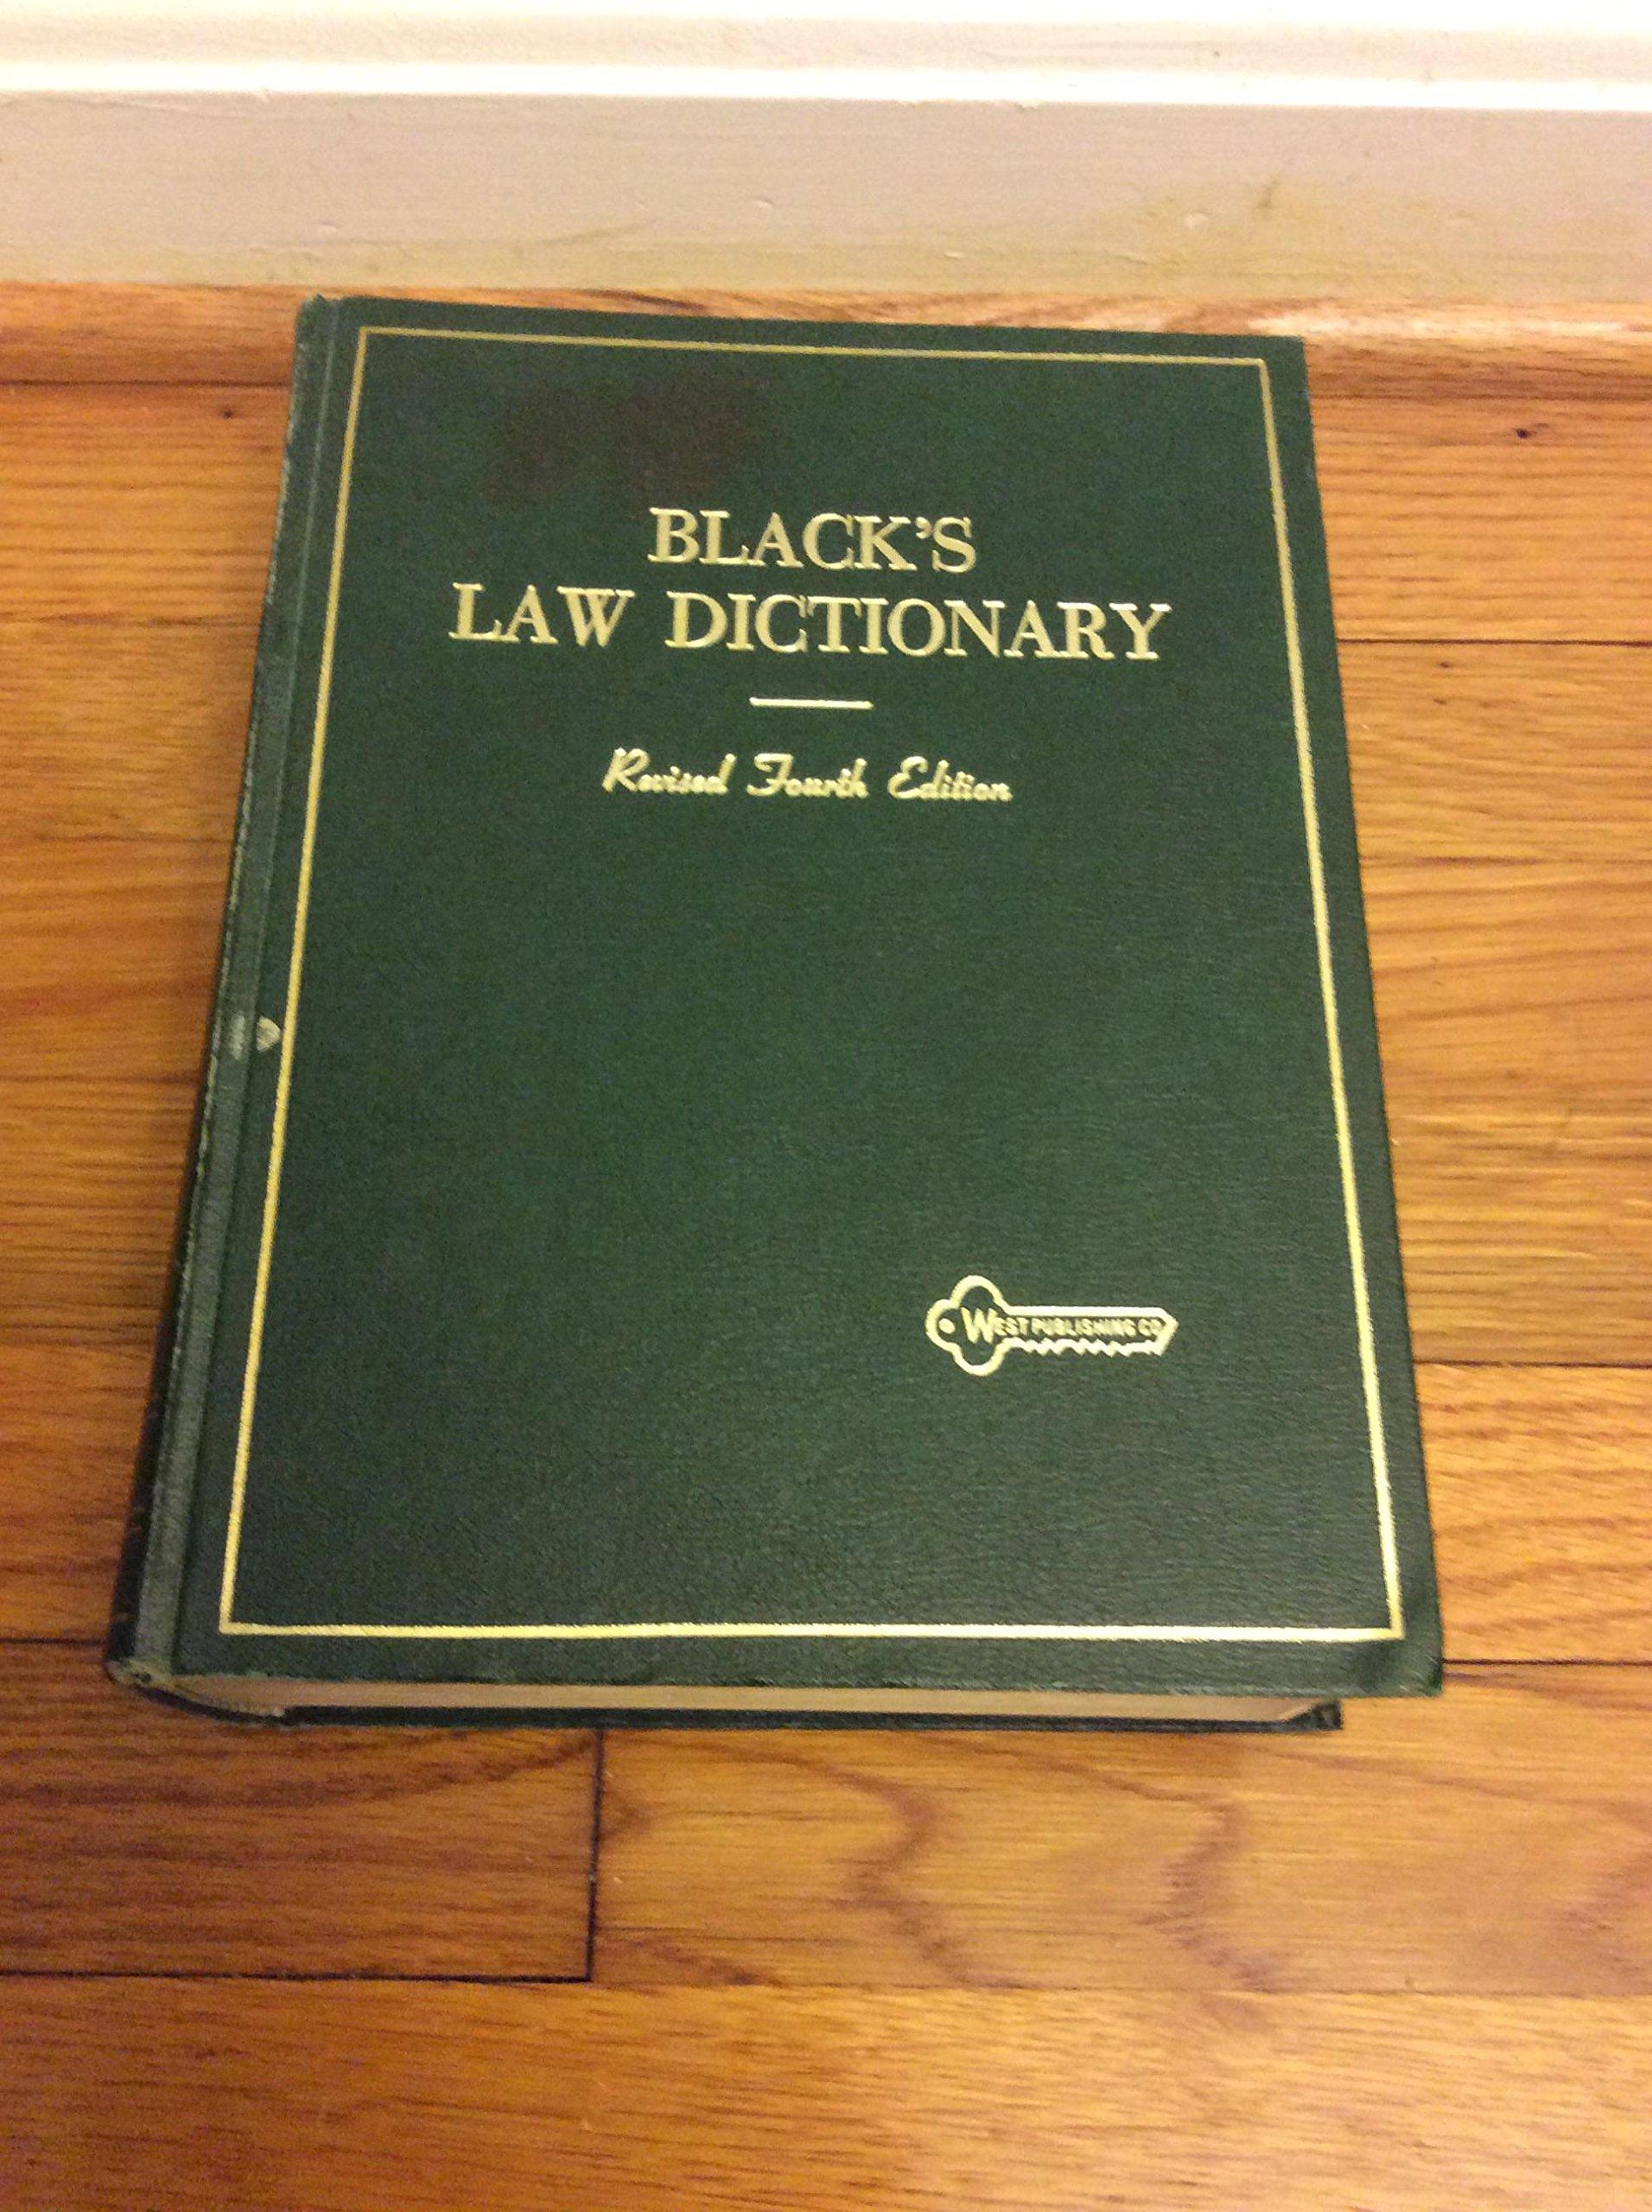 BLACK'S
LAW DICTIONARY
Revised Fourth Edition
WEST PUBLISHING CO